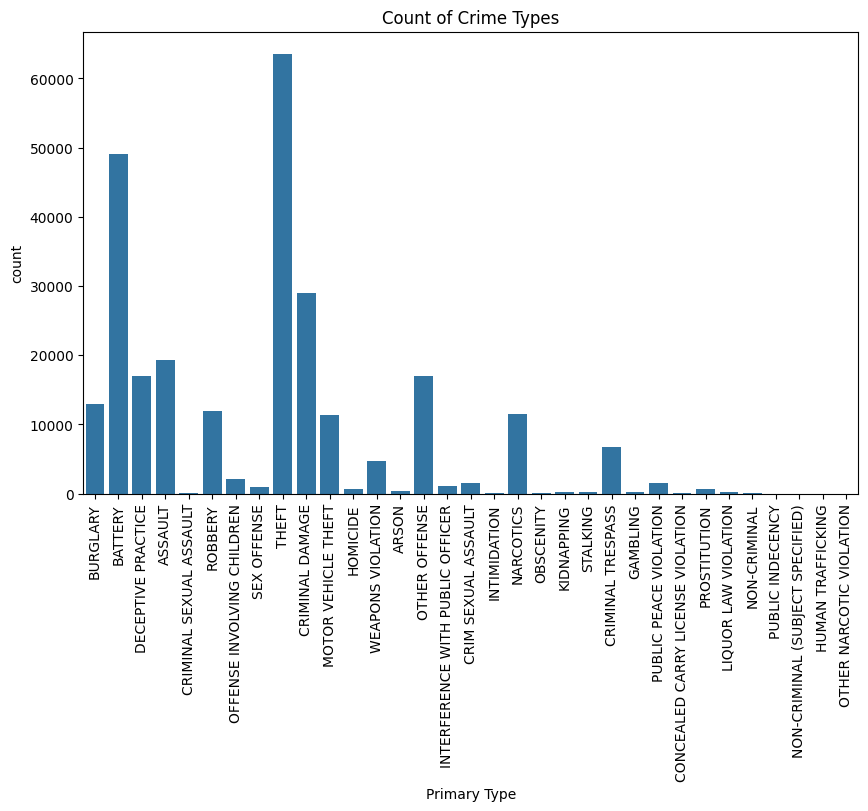 Count of Crime Types
60000
50000
40000
30000
20000
10000
0
count
BURGLARY
BATTERY
DECEPTIVE PRACTICE
ASSAULT
CRIMINAL SEXUAL ASSAULT
ROBBERY
OFFENSE INVOLVING CHILDREN
SEX OFFENSE
THEFT
CRIMINAL DAMAGE
MOTOR VEHICLE THEFT
HOMICIDE
WEAPONS VIOLATION
ARSON
OTHER OFFENSE
INTERFERENCE WITH PUBLIC OFFICER
CRIM SEXUAL ASSAULT
INTIMIDATION
NARCOTICS
OBSCENITY
KIDNAPPING
STALKING
CRIMINAL TRESPASS
GAMBLING
PUBLIC PEACE VIOLATION
CONCEALED CARRY LICENSE VIOLATION
PROSTITUTION
LIQUOR LAW VIOLATION
NON-CRIMINAL
PUBLIC INDECENCY
NON-CRIMINAL (SUBJECT SPECIFIED)
HUMAN TRAFFICKING
OTHER NARCOTIC VIOLATION
Primary Type